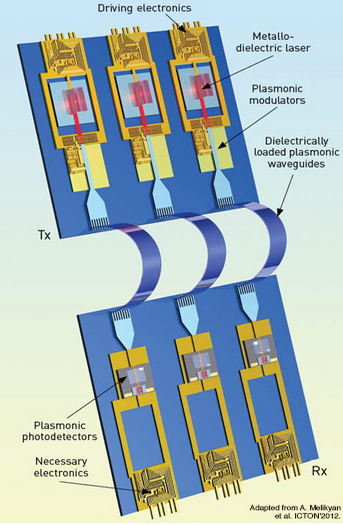 Driving electronics
Metallo-
dielectric laser
Plasmonic
modulators
Dielectrically
loaded plasmonic
waveguides
Tx
Plasmonic
photodetectors
Necessary
electronics
Rx
Adapted from A. Melikyan
et al. ICTON'2012.